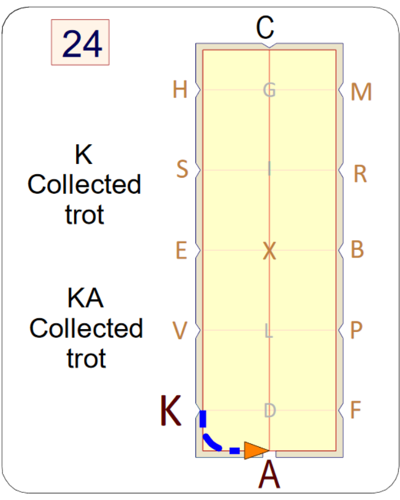 24
C
H G M
K
Collected
trot
S I R
E X B
KA
Collected
trot
V L P
K D F
A